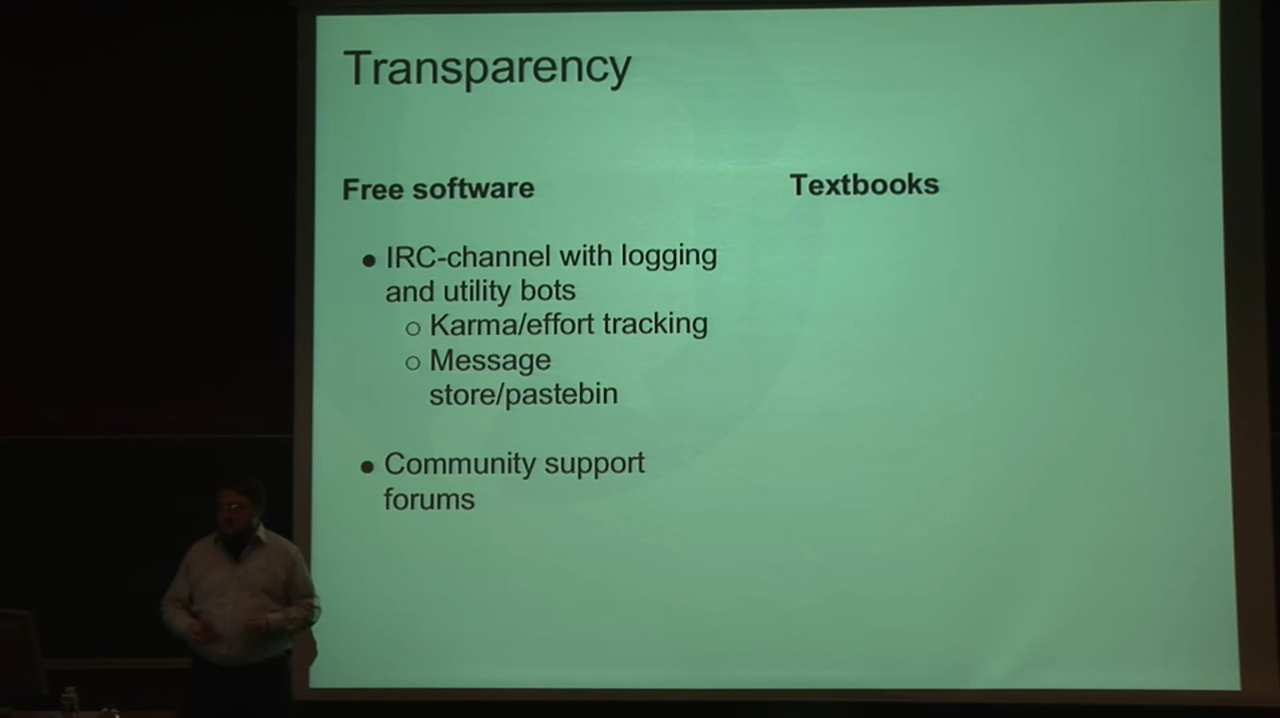 Transparency
Free software
Textbooks
● IRC-channel with logging
and utility bots
○ Karma/effort tracking
○ Message
store/pastebin
● Community support
forums